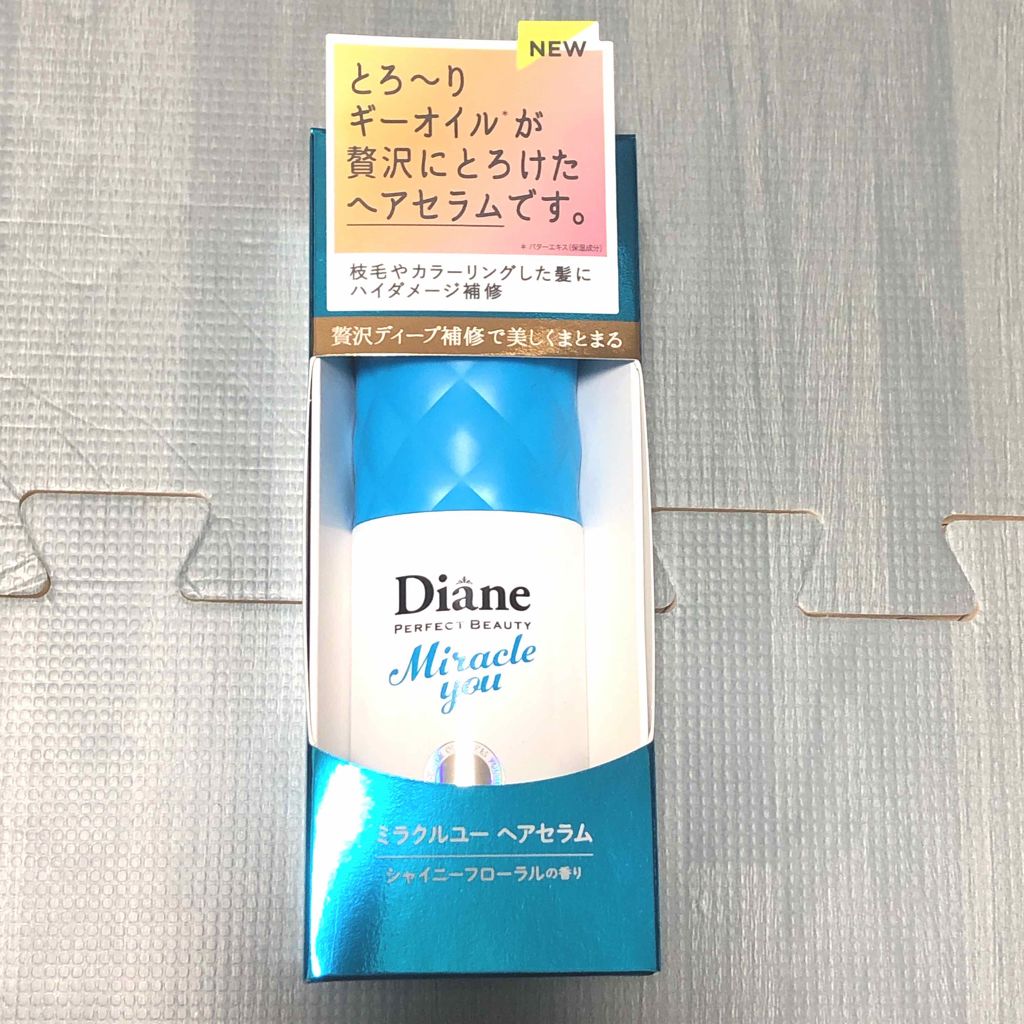 NEW
とろ〜り
ギーオイル*が
贅沢にとろけた
ヘアセラムです。
* バターエキス(保湿成分)
枝毛やカラーリングした髪に
ハイダメージ補修
贅沢ディープ補修で美しくまとまる
Diane
PERFECT BEAUTY
Miracle
you
ミラクルユー ヘアセラム
シャイニーフローラルの香り